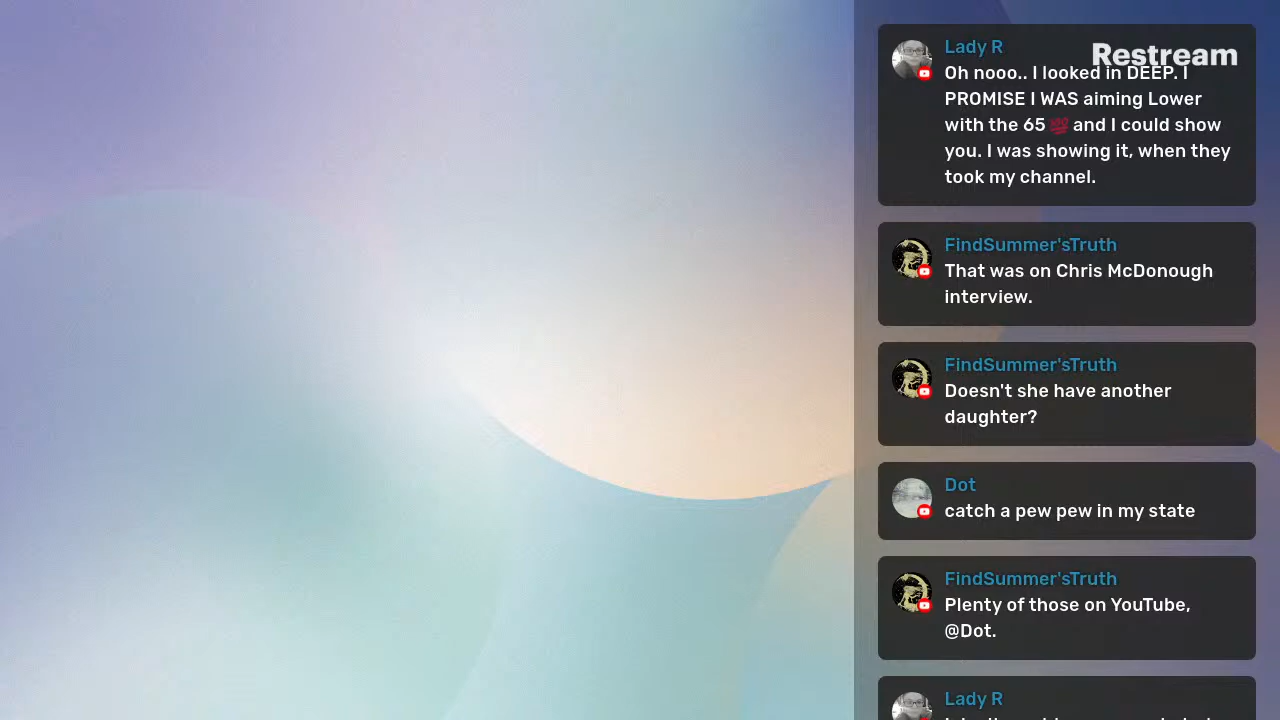 Restream
Lady R
Oh nooo.. I looked in DEEP. I
PROMISE I WAS aiming Lower
with the 65 💯 and I could show
you. I was showing it, when they
took my channel.
FindSummer'sTruth
That was on Chris McDonough
interview.
FindSummer'sTruth
Doesn't she have another
daughter?
Dot
catch a pew pew in my state
FindSummer'sTruth
Plenty of those on YouTube,
@Dot.
Lady R